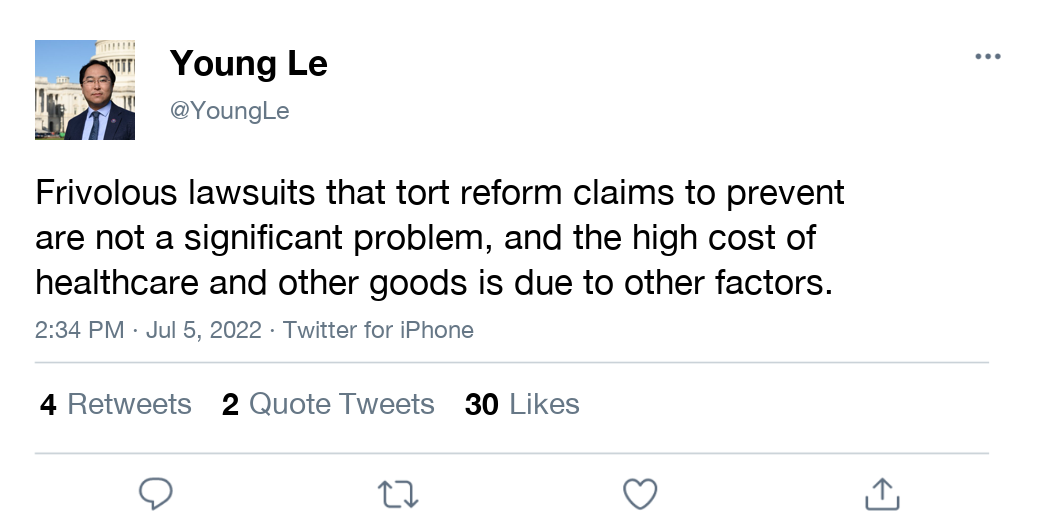 Young Le
@YoungLe
Frivolous lawsuits that tort reform claims to prevent
are not a significant problem, and the high cost of
healthcare and other goods is due to other factors.
2:34 PM · Jul 5, 2022 · Twitter for iPhone
4 Retweets 2 Quote Tweets 30 Likes